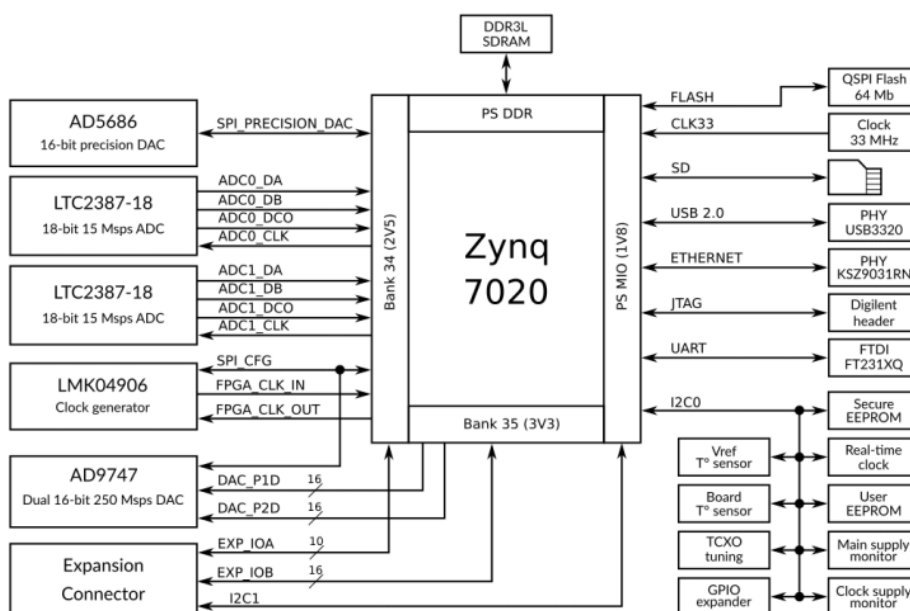 DDR3L
SDRAM
AD5686
16-bit precision DAC
SPI_PRECISION_DAC
LTC2387-18
18-bit 15 Msps ADC
ADC0_DA
ADC0_DB
ADC0_DCO
ADC0_CLK
LTC2387-18
18-bit 15 Msps ADC
ADC1_DA
ADC1_DB
ADC1_DCO
ADC1_CLK
LMK04906
Clock generator
SPI_CFG
FPGA_CLK_IN
FPGA_CLK_OUT
AD9747
Dual 16-bit 250 Msps DAC
DAC_P1D
16
DAC_P2D
16
Expansion
Connector
EXP_IOA
10
EXP_IOB
16
I2C1
PS DDR
Bank 34 (2V5)
Zynq
7020
PS MIO (1V8)
Bank 35 (3V3)
FLASH
QSPI Flash
64 Mb
CLK33
Clock
33 MHz
SD
USB 2.0
PHY
USB3320
ETHERNET
PHY
KSZ9031RN
JTAG
Digilent
header
UART
FTDI
FT231XQ
I2C0
Secure
EEPROM
Vref
T° sensor
Real-time
clock
Board
T° sensor
User
EEPROM
TCXO
tuning
Main supply
monitor
GPIO
expander
Clock supply
monitor